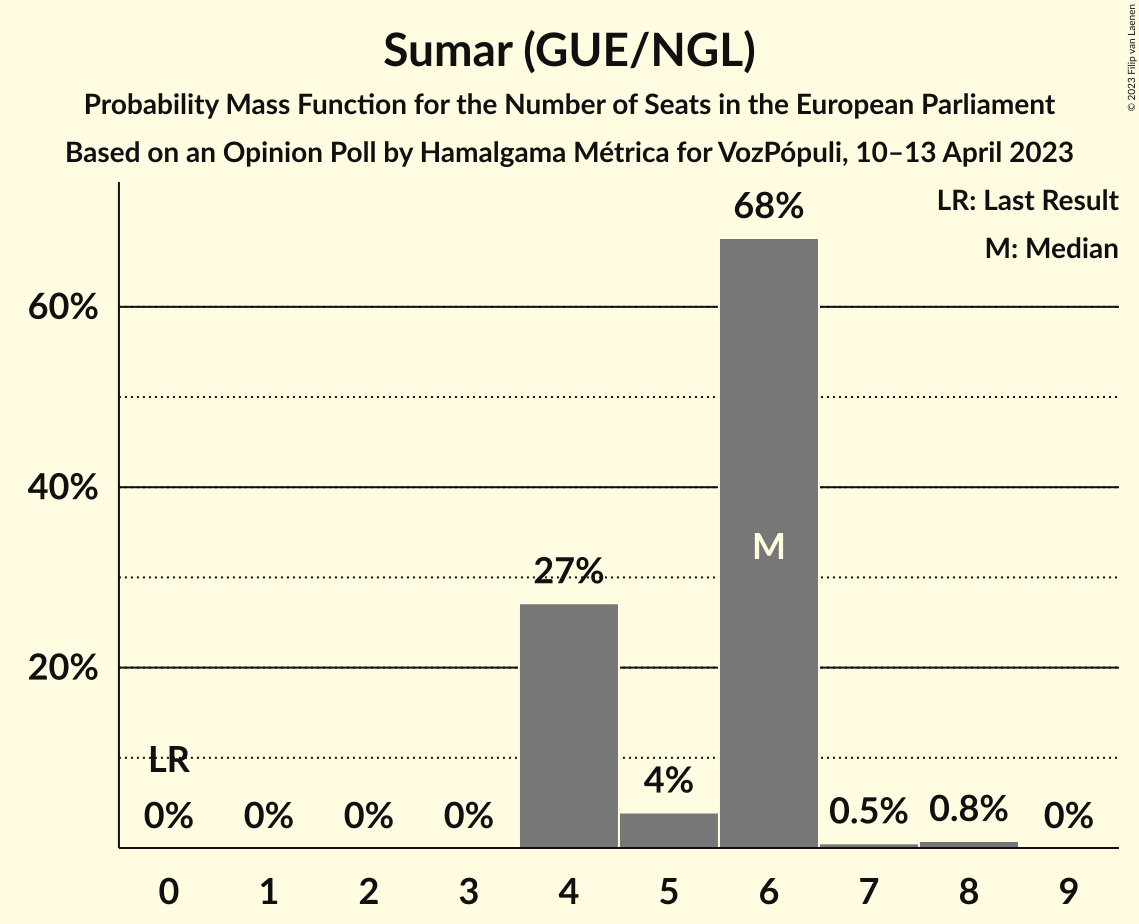 Sumar (GUE/NGL)
Probability Mass Function for the Number of Seats in the European Parliament
Based on an Opinion Poll by Hamalgama Métrica for VozPópuli, 10–13 April 2023
© 2023 Filip van Laenen
LR: Last Result
M: Median
68%
60%
40%
M
27%
20%
LR
4%
0%
0%
0%
0%
0.5%
0.8%
0%
0 1 2 3 4 5 6 7 8 9